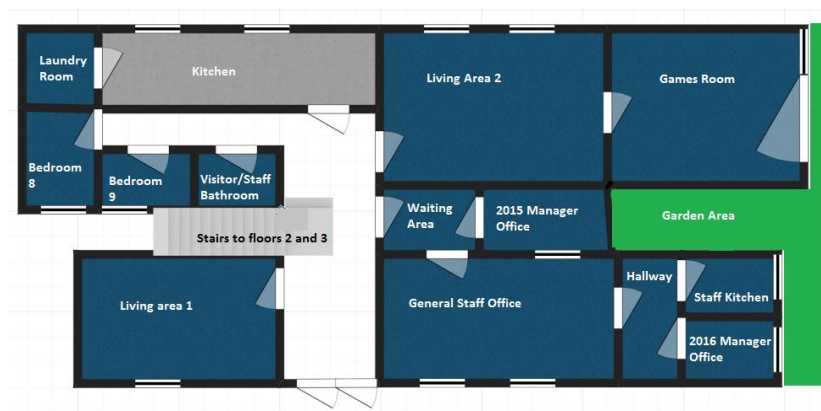 Laundry
Room
Kitchen
Living Area 2
Games Room
Bedroom
8
Bedroom
9
Visitor/Staff
Bathroom
Waiting
Area
2015 Manager
Office
Garden Area
Stairs to floors 2 and 3
Living area 1
General Staff Office
Hallway
Staff Kitchen
2016 Manager
Office